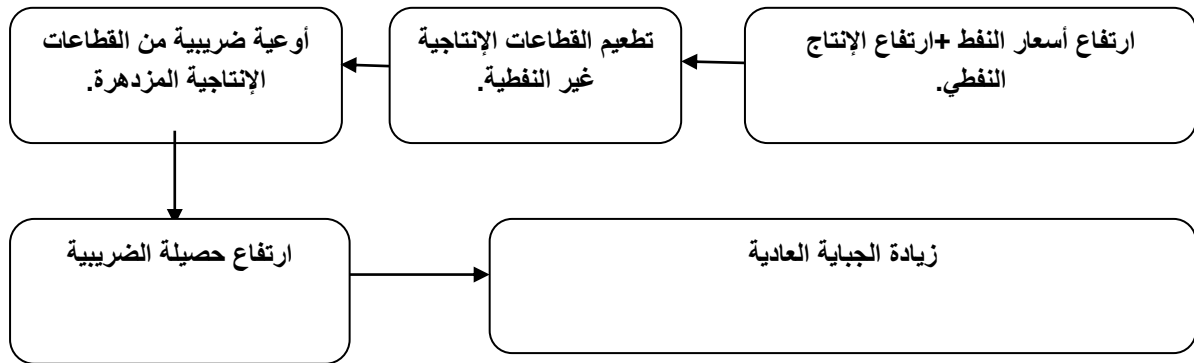 ارتفاع أسعار النفط +ارتفاع الإنتاج
النفطي.
تطعيم القطاعات الإنتاجية
غير النفطية.
أوعية ضريبية من القطاعات
الإنتاجية المزدهرة.
ارتفاع حصيلة الضريبية
زيادة الجباية العادية